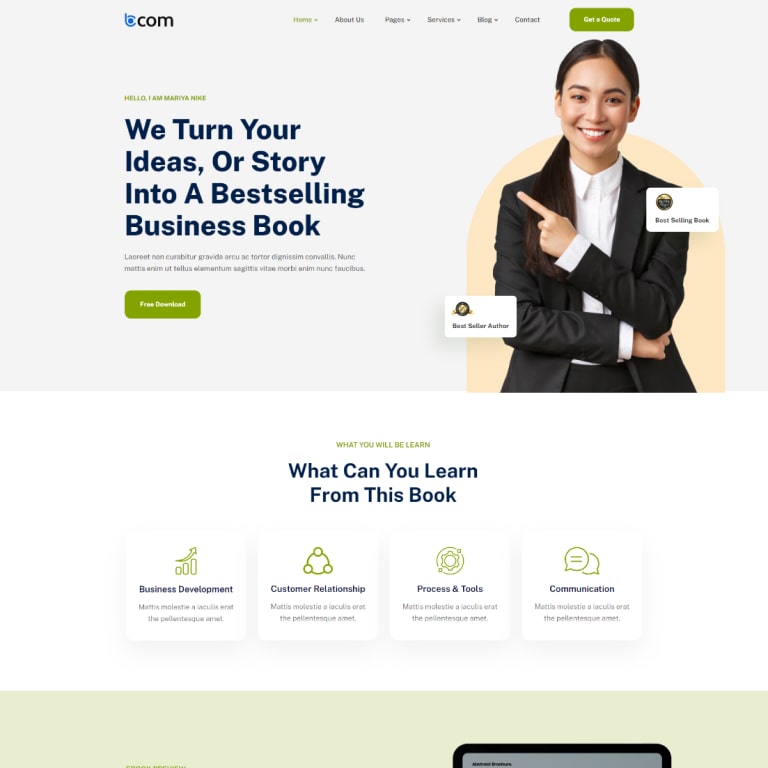 bcom
Home
About Us
Pages
Services
Blog
Contact
Get a Quote
HELLO, I AM MARIYA NIKE
We Turn Your
Ideas, Or Story
Into A Bestselling
Business Book
Laoreet non curabitur gravida arcu ac tortor dignissim convallis. Nunc
mattis enim ut tellus elementum sagittis vitae morbi enim nunc faucibus.
Free Download
Best Selling Book
Best Seller Author
WHAT YOU WILL BE LEARN
What Can You Learn
From This Book
Business Development
Mattis molestie a iaculis erat
the pellentesque amet.
Customer Relationship
Mattis molestie a iaculis erat
the pellentesque amet.
Process & Tools
Mattis molestie a iaculis erat
the pellentesque amet.
Communication
Mattis molestie a iaculis erat
the pellentesque amet.
EBOOK PREVIEW
Abstract Brochure.